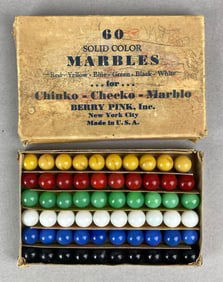 60
SOLID COLOR
MARBLES
Red - Yellow - Blue - Green - Black - White
... for ...
Chinko - Checko - Marblo
BERRY PINK, Inc.
New York City
Made in U. S. A.